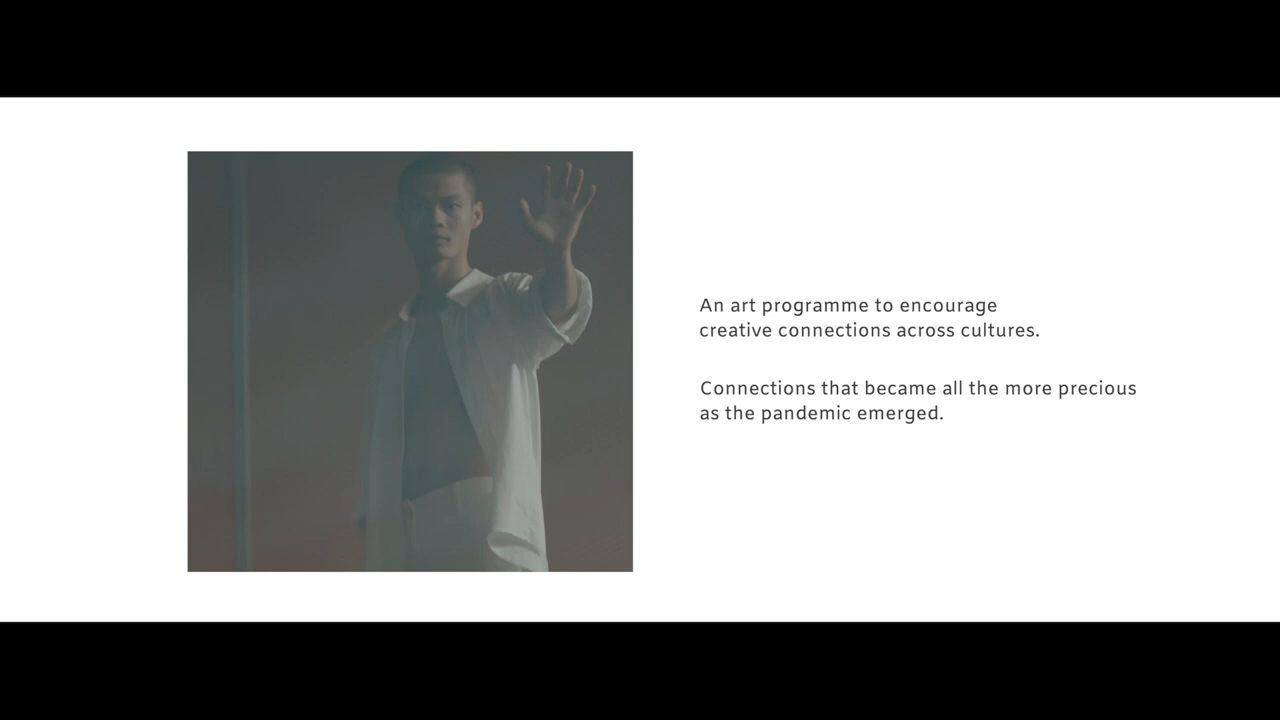 An art programme to encourage
creative connections across cultures.
Connections that became all the more precious
as the pandemic emerged.